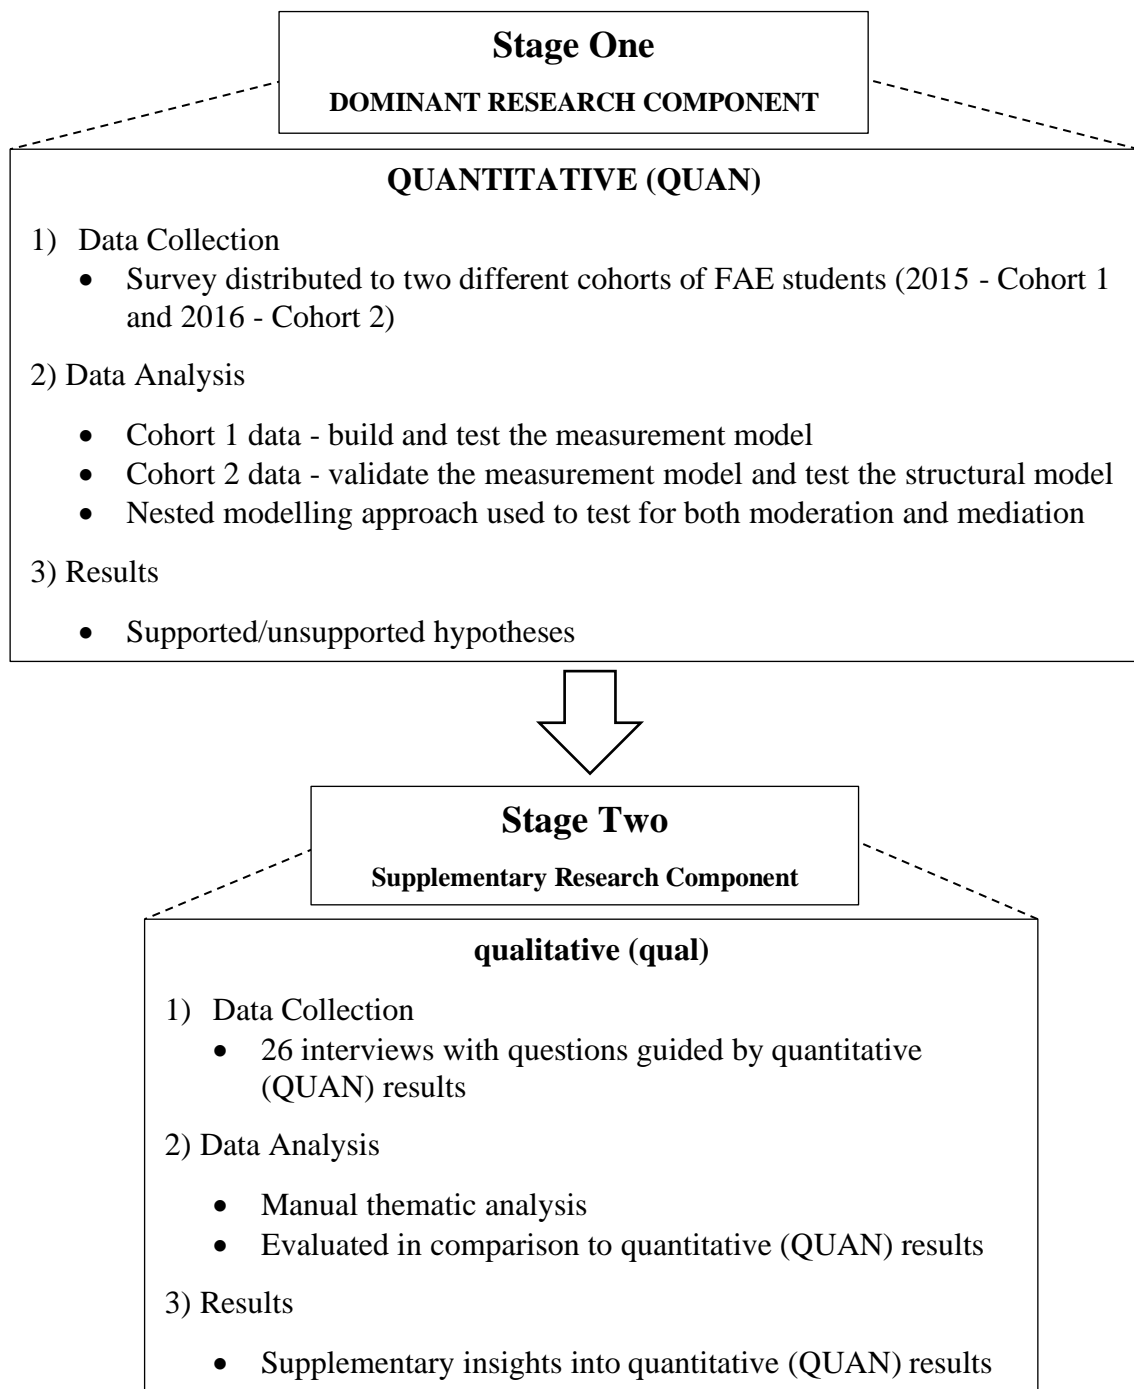 Stage One
DOMINANT RESEARCH COMPONENT
QUANTITATIVE (QUAN)
1) Data Collection
• Survey distributed to two different cohorts of FAE students (2015 - Cohort 1
and 2016 - Cohort 2)
2) Data Analysis
• Cohort 1 data - build and test the measurement model
• Cohort 2 data - validate the measurement model and test the structural model
• Nested modelling approach used to test for both moderation and mediation
3) Results
• Supported/unsupported hypotheses
Stage Two
Supplementary Research Component
qualitative (qual)
1) Data Collection
• 26 interviews with questions guided by quantitative
(QUAN) results
2) Data Analysis
• Manual thematic analysis
• Evaluated in comparison to quantitative (QUAN) results
3) Results
• Supplementary insights into quantitative (QUAN) results